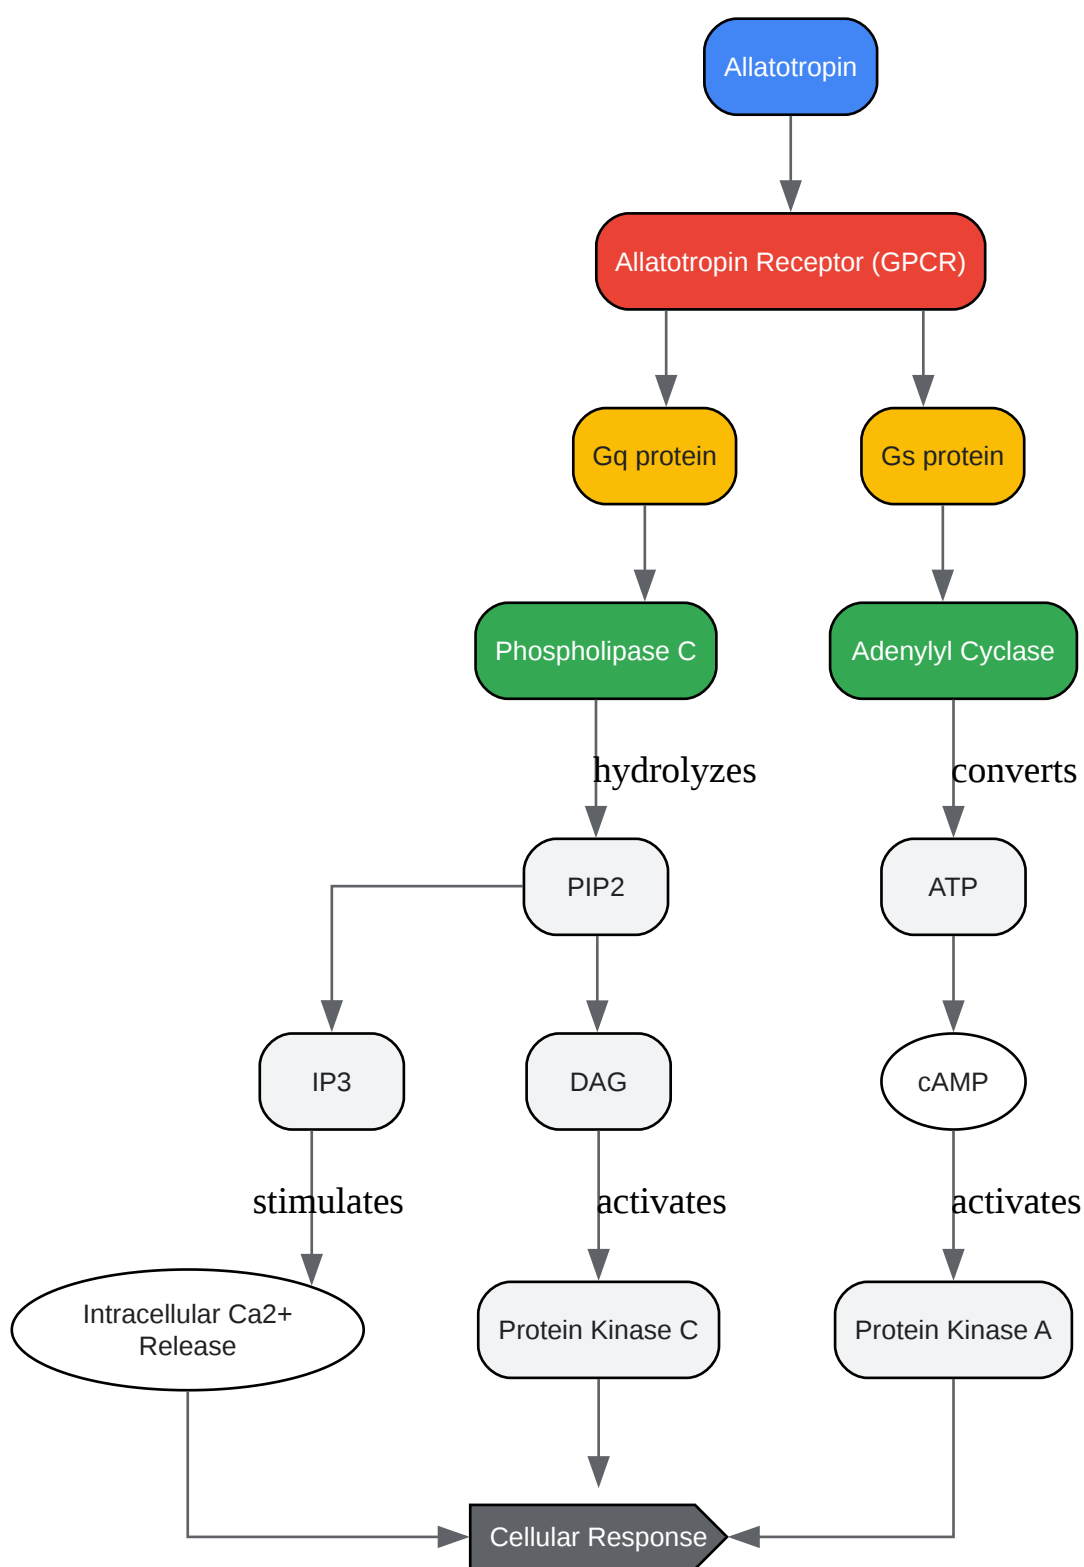 Allatotropin
Allatotropin Receptor (GPCR)
Gq protein
Gs protein
Phospholipase C
Adenylyl Cyclase
hydrolyzes
converts
PIP2
ATP
IP3
DAG
cAMP
stimulates
activates
activates
Intracellular Ca2+
Release
Protein Kinase C
Protein Kinase A
Cellular Response